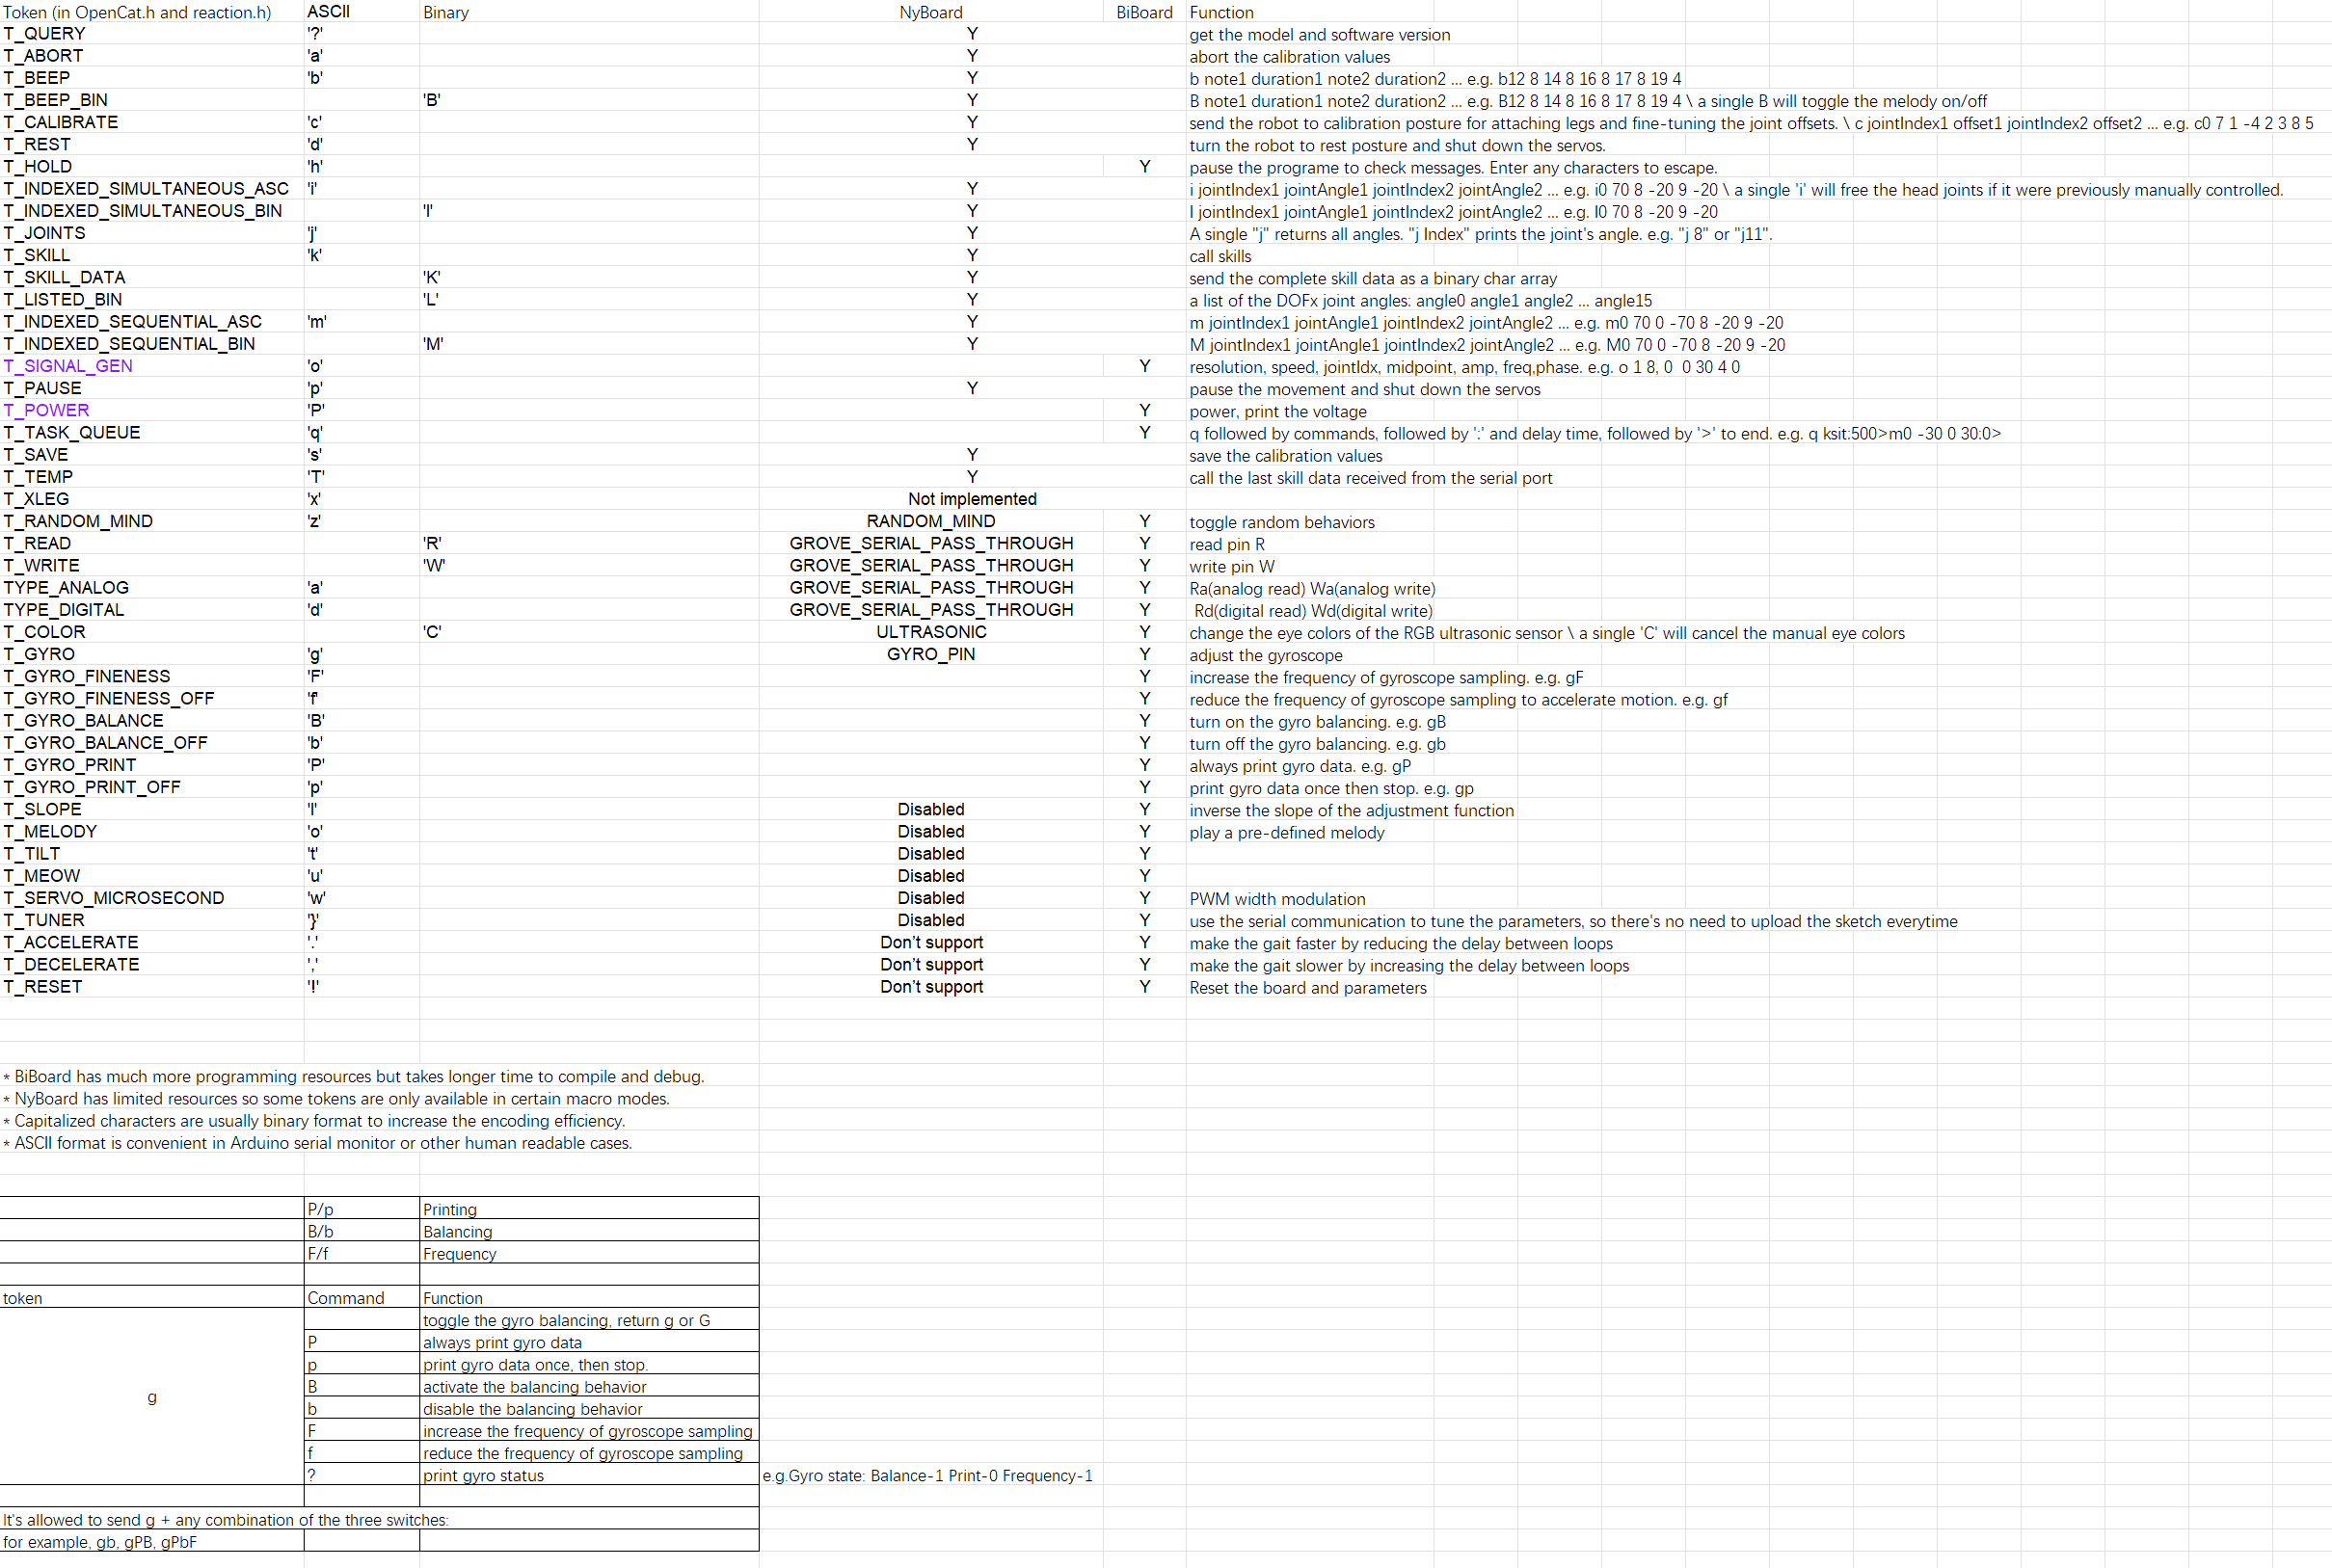 Token (in OpenCat.h and reaction.h) ASCII Binary NyBoard BiBoard Function
T_QUERY '?' Y get the model and software version
T_ABORT 'a' Y abort the calibration values
T_BEEP 'b' Y b note1 duration1 note2 duration2 ... e.g. b12 8 14 8 16 8 17 8 19 4
T_BEEP_BIN 'B' Y B note1 duration1 note2 duration2 ... e.g. B12 8 14 8 16 8 17 8 19 4 \ a single B will toggle the melody on/off
T_CALIBRATE 'c' Y send the robot to calibration posture for attaching legs and fine-tuning the joint offsets. \ c jointIndex1 offset1 jointIndex2 offset2 ... e.g. c0 7 1 -4 2 3 8 5
T_REST 'd' Y turn the robot to rest posture and shut down the servos.
T_HOLD 'h' Y pause the programe to check messages. Enter any characters to escape.
T_INDEXED_SIMULTANEOUS_ASC 'i' Y i jointIndex1 jointAngle1 jointIndex2 jointAngle2 ... e.g. i0 70 8 -20 9 -20 \ a single 'i' will free the head joints if it were previously manually controlled.
T_INDEXED_SIMULTANEOUS_BIN 'I' Y I jointIndex1 jointAngle1 jointIndex2 jointAngle2 ... e.g. I0 70 8 -20 9 -20
T_JOINTS 'j' Y A single "j" returns all angles. "j Index" prints the joint's angle. e.g. "j 8" or "j11".
T_SKILL 'k' Y call skills
T_SKILL_DATA 'K' Y send the complete skill data as a binary char array
T_LISTED_BIN 'L' Y a list of the DOFx joint angles: angle0 angle1 angle2 ... angle15
T_INDEXED_SEQUENTIAL_ASC 'm' Y m jointIndex1 jointAngle1 jointIndex2 jointAngle2 ... e.g. m0 70 0 -70 8 -20 9 -20
T_INDEXED_SEQUENTIAL_BIN 'M' Y M jointIndex1 jointAngle1 jointIndex2 jointAngle2 ... e.g. M0 70 0 -70 8 -20 9 -20
T_SIGNAL_GEN 'o' Y resolution, speed, jointIdx, midpoint, amp, freq,phase. e.g. o 1 8, 0  0 30 4 0
T_PAUSE 'p' Y pause the movement and shut down the servos
T_POWER 'P' Y power, print the voltage
T_TASK_QUEUE 'q' Y q followed by commands, followed by ':' and delay time, followed by '>' to end. e.g. q ksit:500>m0 -30 0 30:0>
T_SAVE 's' Y save the calibration values
T_TEMP 'T' Y call the last skill data received from the serial port
T_XLEG 'x' Not implemented
T_RANDOM_MIND 'z' RANDOM_MIND Y toggle random behaviors
T_READ 'R' GROVE_SERIAL_PASS_THROUGH Y read pin R
T_WRITE 'W' GROVE_SERIAL_PASS_THROUGH Y write pin W
TYPE_ANALOG 'a' GROVE_SERIAL_PASS_THROUGH Y Ra(analog read) Wa(analog write)
TYPE_DIGITAL 'd' GROVE_SERIAL_PASS_THROUGH Y Rd(digital read) Wd(digital write)
T_COLOR 'C' ULTRASONIC Y change the eye colors of the RGB ultrasonic sensor \ a single 'C' will cancel the manual eye colors
T_GYRO 'g' GYRO_PIN Y adjust the gyroscope
T_GYRO_FINENESS 'F' Y increase the frequency of gyroscope sampling. e.g. gF
T_GYRO_FINENESS_OFF 'f' Y reduce the frequency of gyroscope sampling to accelerate motion. e.g. gf
T_GYRO_BALANCE 'B' Y turn on the gyro balancing. e.g. gB
T_GYRO_BALANCE_OFF 'b' Y turn off the gyro balancing. e.g. gb
T_GYRO_PRINT 'P' Y always print gyro data. e.g. gP
T_GYRO_PRINT_OFF 'p' Y print gyro data once then stop. e.g. gp
T_SLOPE 'l' Disabled Y inverse the slope of the adjustment function
T_MELODY 'o' Disabled Y play a pre-defined melody
T_TILT 't' Disabled Y
T_MEOW 'u' Disabled Y
T_SERVO_MICROSECOND 'w' Disabled Y PWM width modulation
T_TUNER '}' Disabled Y use the serial communication to tune the parameters, so there's no need to upload the sketch everytime
T_ACCELERATE '.' Don't support Y make the gait faster by reducing the delay between loops
T_DECELERATE ',' Don't support Y make the gait slower by increasing the delay between loops
T_RESET '!' Don't support Y Reset the board and parameters
* BiBoard has much more programming resources but takes longer time to compile and debug.
* NyBoard has limited resources so some tokens are only available in certain macro modes.
* Capitalized characters are usually binary format to increase the encoding efficiency.
* ASCII format is convenient in Arduino serial monitor or other human readable cases.
P/p Printing
B/b Balancing
F/f Frequency
token Command Function
toggle the gyro balancing, return g or G
P always print gyro data
p print gyro data once, then stop.
B activate the balancing behavior
g
b disable the balancing behavior
F increase the frequency of gyroscope sampling
f reduce the frequency of gyroscope sampling
? print gyro status e.g.Gyro state: Balance-1 Print-0 Frequency-1
It's allowed to send g + any combination of the three switches:
for example, gb, gPB, gPbF